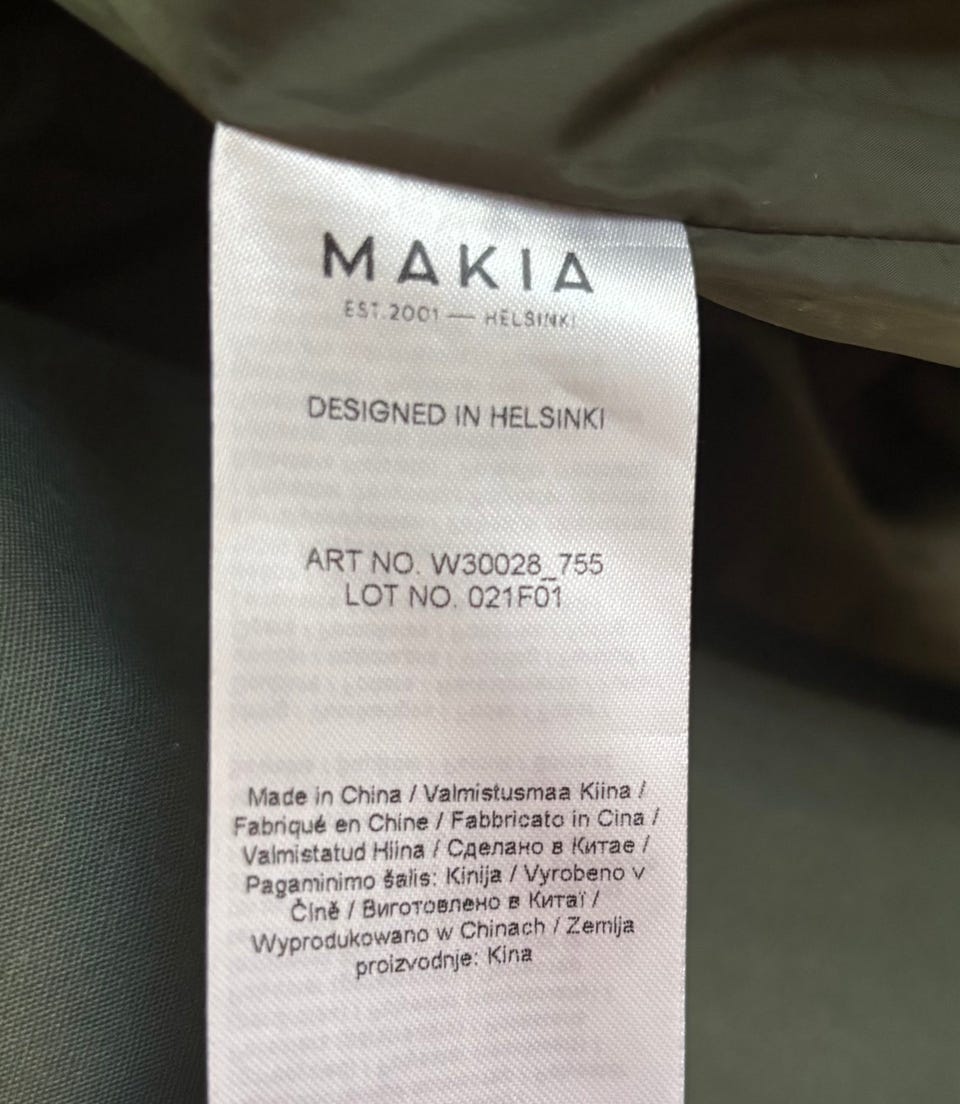 MAKIA
EST.2001 — HELSINKI
DESIGNED IN HELSINKI
ART NO. W30028_755
LOT NO. 021F01
Made in China / Valmistusmaa Kiina /
Fabriqué en Chine / Fabbricato in Cina /
Valmistatud Hiina / Сделано в Китае /
Pagaminimo šalis: Kinija / Vyrobeno v
Číně / Виготовлено в Китаї /
Wyprodukowano w Chinach / Zemlja
proizvodnje: Kina